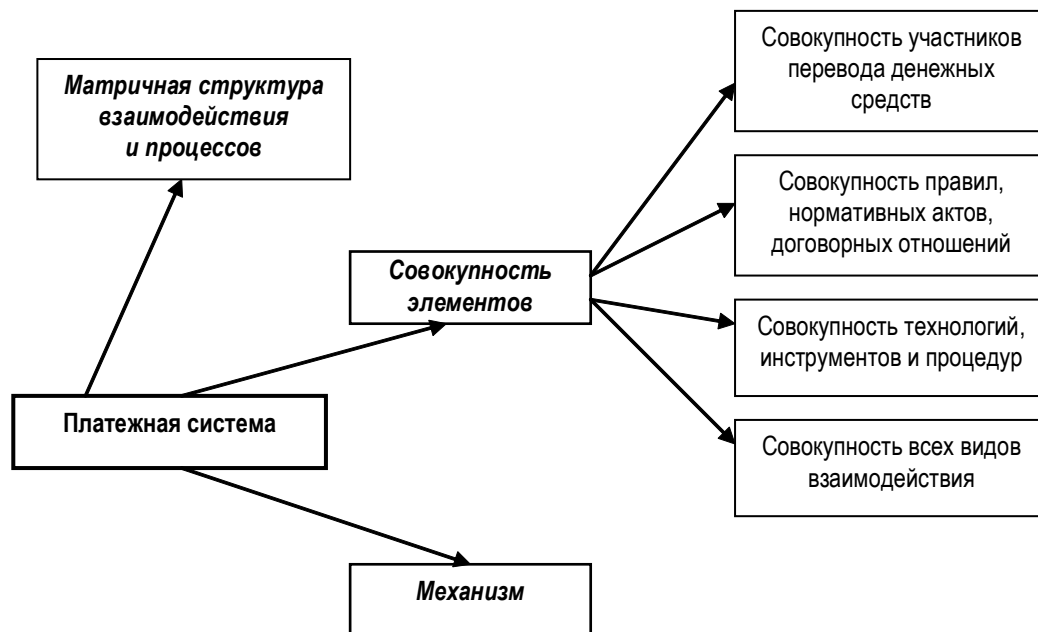 Совокупность участников
перевода денежных
средств
Матричная структура
взаимодействия
и процессов
Совокупность правил,
нормативных актов,
договорных отношений
Совокупность
элементов
Совокупность технологий,
инструментов и процедур
Платежная система
Совокупность всех видов
взаимодействия
Механизм